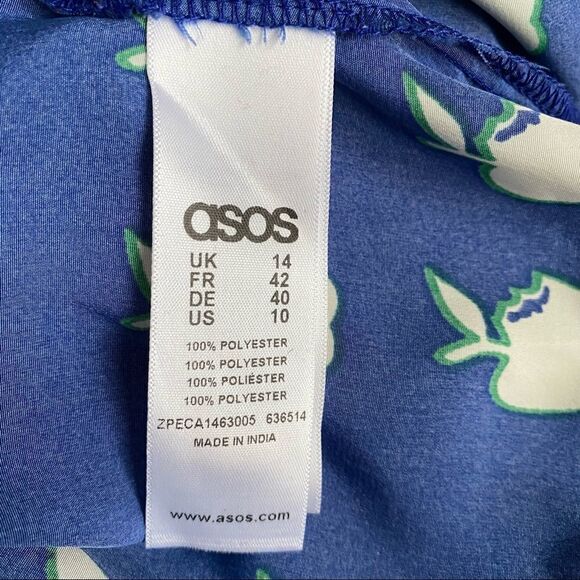 asos
UK 14
FR 42
DE 40
US 10
100% POLYESTER
100% POLYESTER
100% POLIÉSTER
100% POLYESTER
ZPECA1463005 636514
MADE IN INDIA
www.asos.com